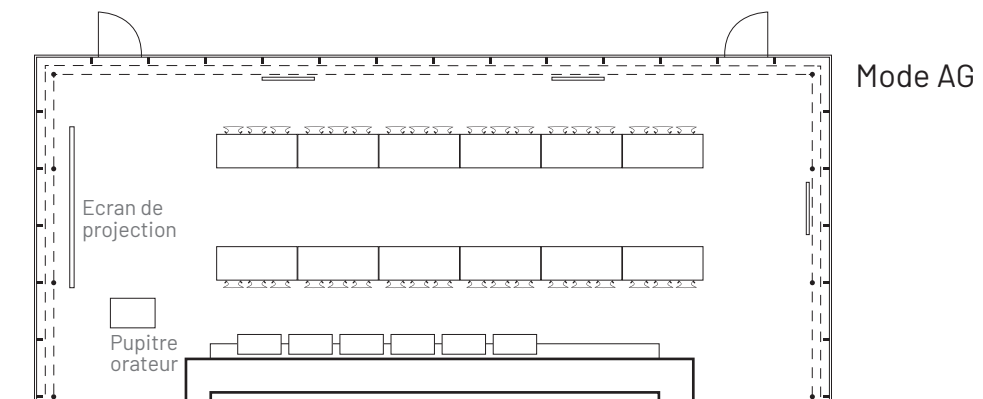 Mode AG
Ecran de
projection
Pupitre
orateur